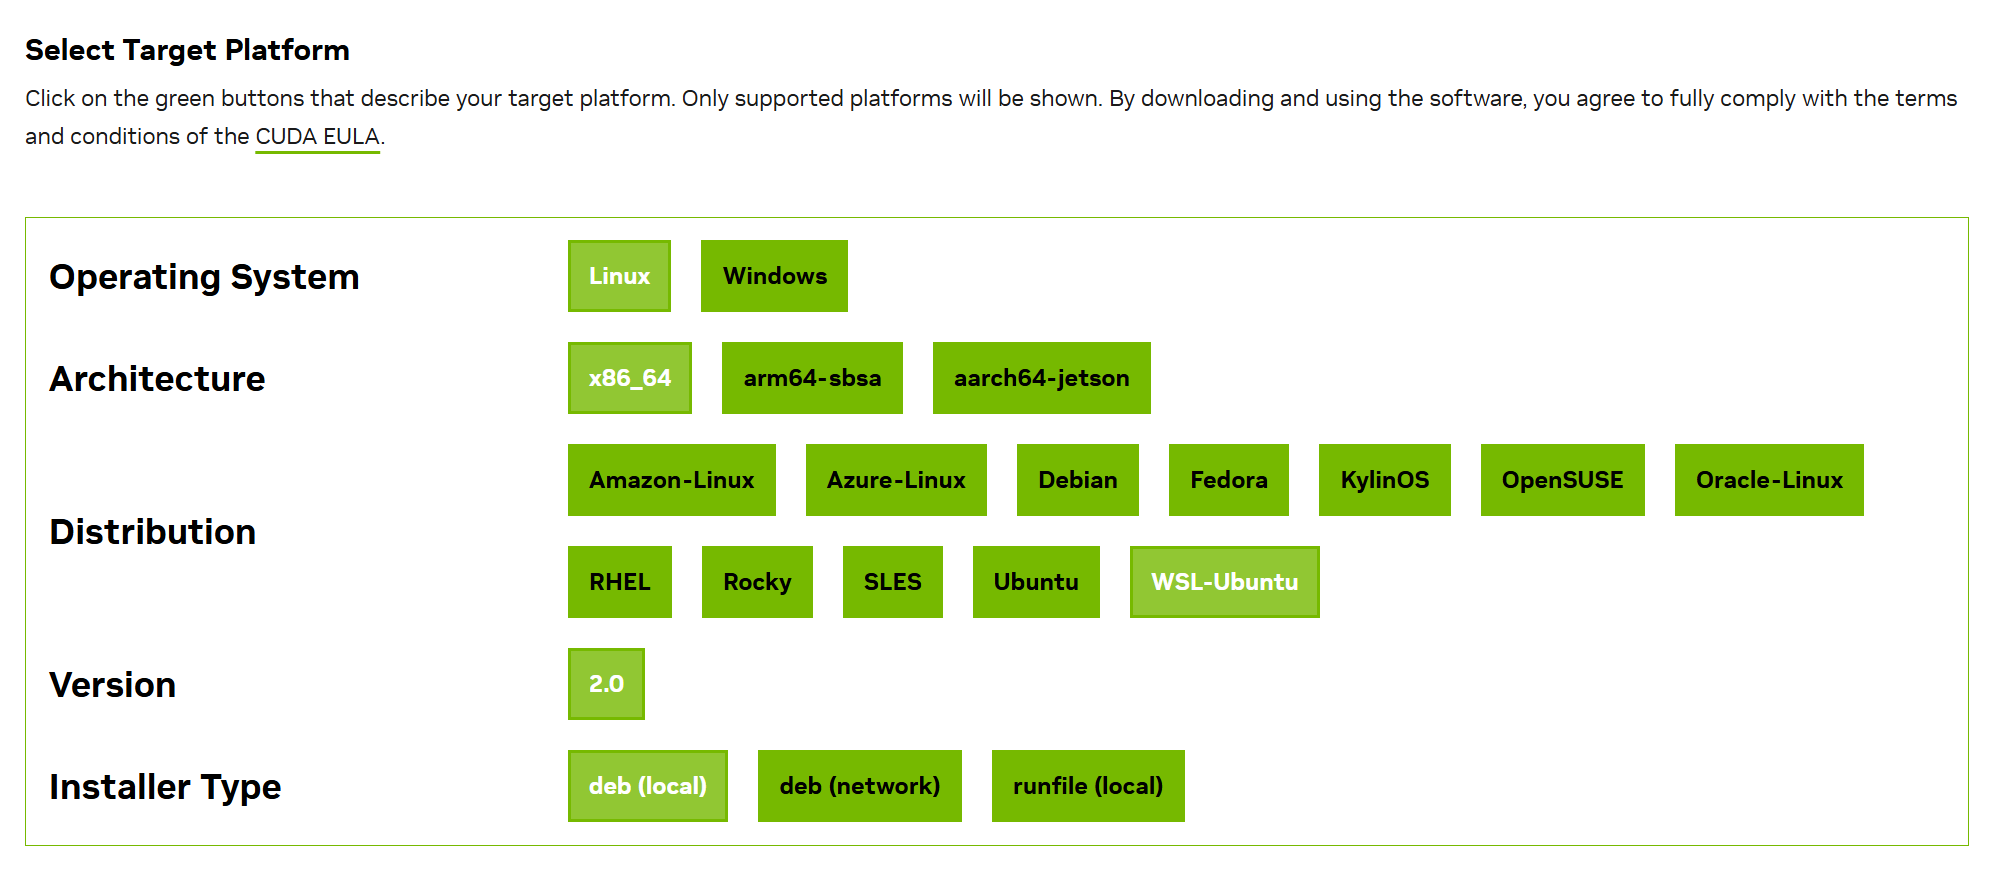 Select Target Platform
Click on the green buttons that describe your target platform. Only supported platforms will be shown. By downloading and using the software, you agree to fully comply with the terms
and conditions of the CUDA EULA.
Operating System
Linux Windows
Architecture
x86_64 arm64-sbsa aarch64-jetson
Distribution
Amazon-Linux Azure-Linux Debian Fedora KylinOS OpenSUSE Oracle-Linux
RHEL Rocky SLES Ubuntu WSL-Ubuntu
Version
2.0
Installer Type
deb (local) deb (network) runfile (local)